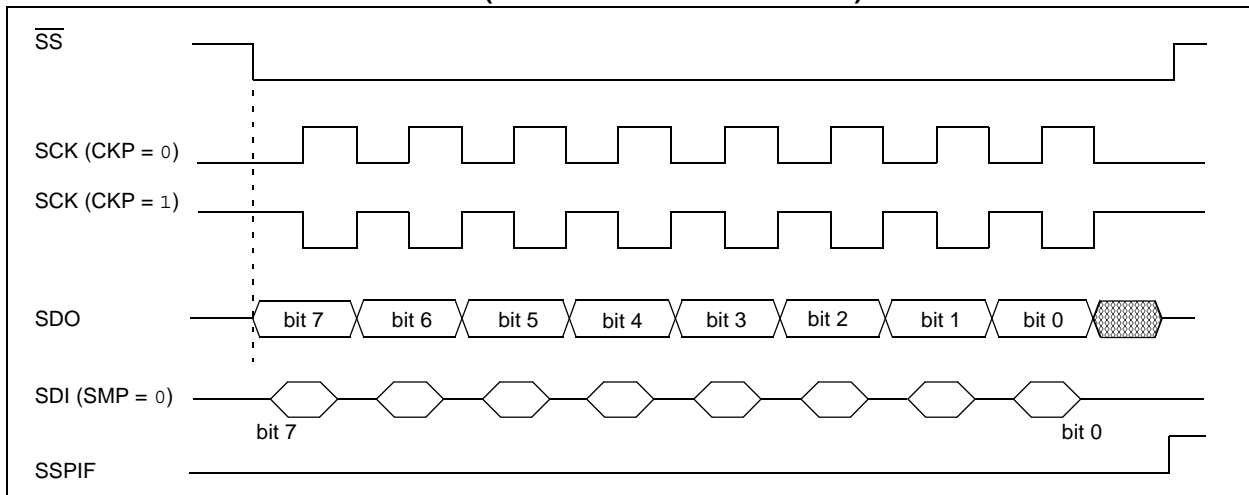 SS
SCK (CKP = 0)
SCK (CKP = 1)
SDO
bit 7 bit 6 bit 5 bit 4 bit 3 bit 2 bit 1 bit 0
SDI (SMP = 0)
bit 7 bit 0
SSPIF